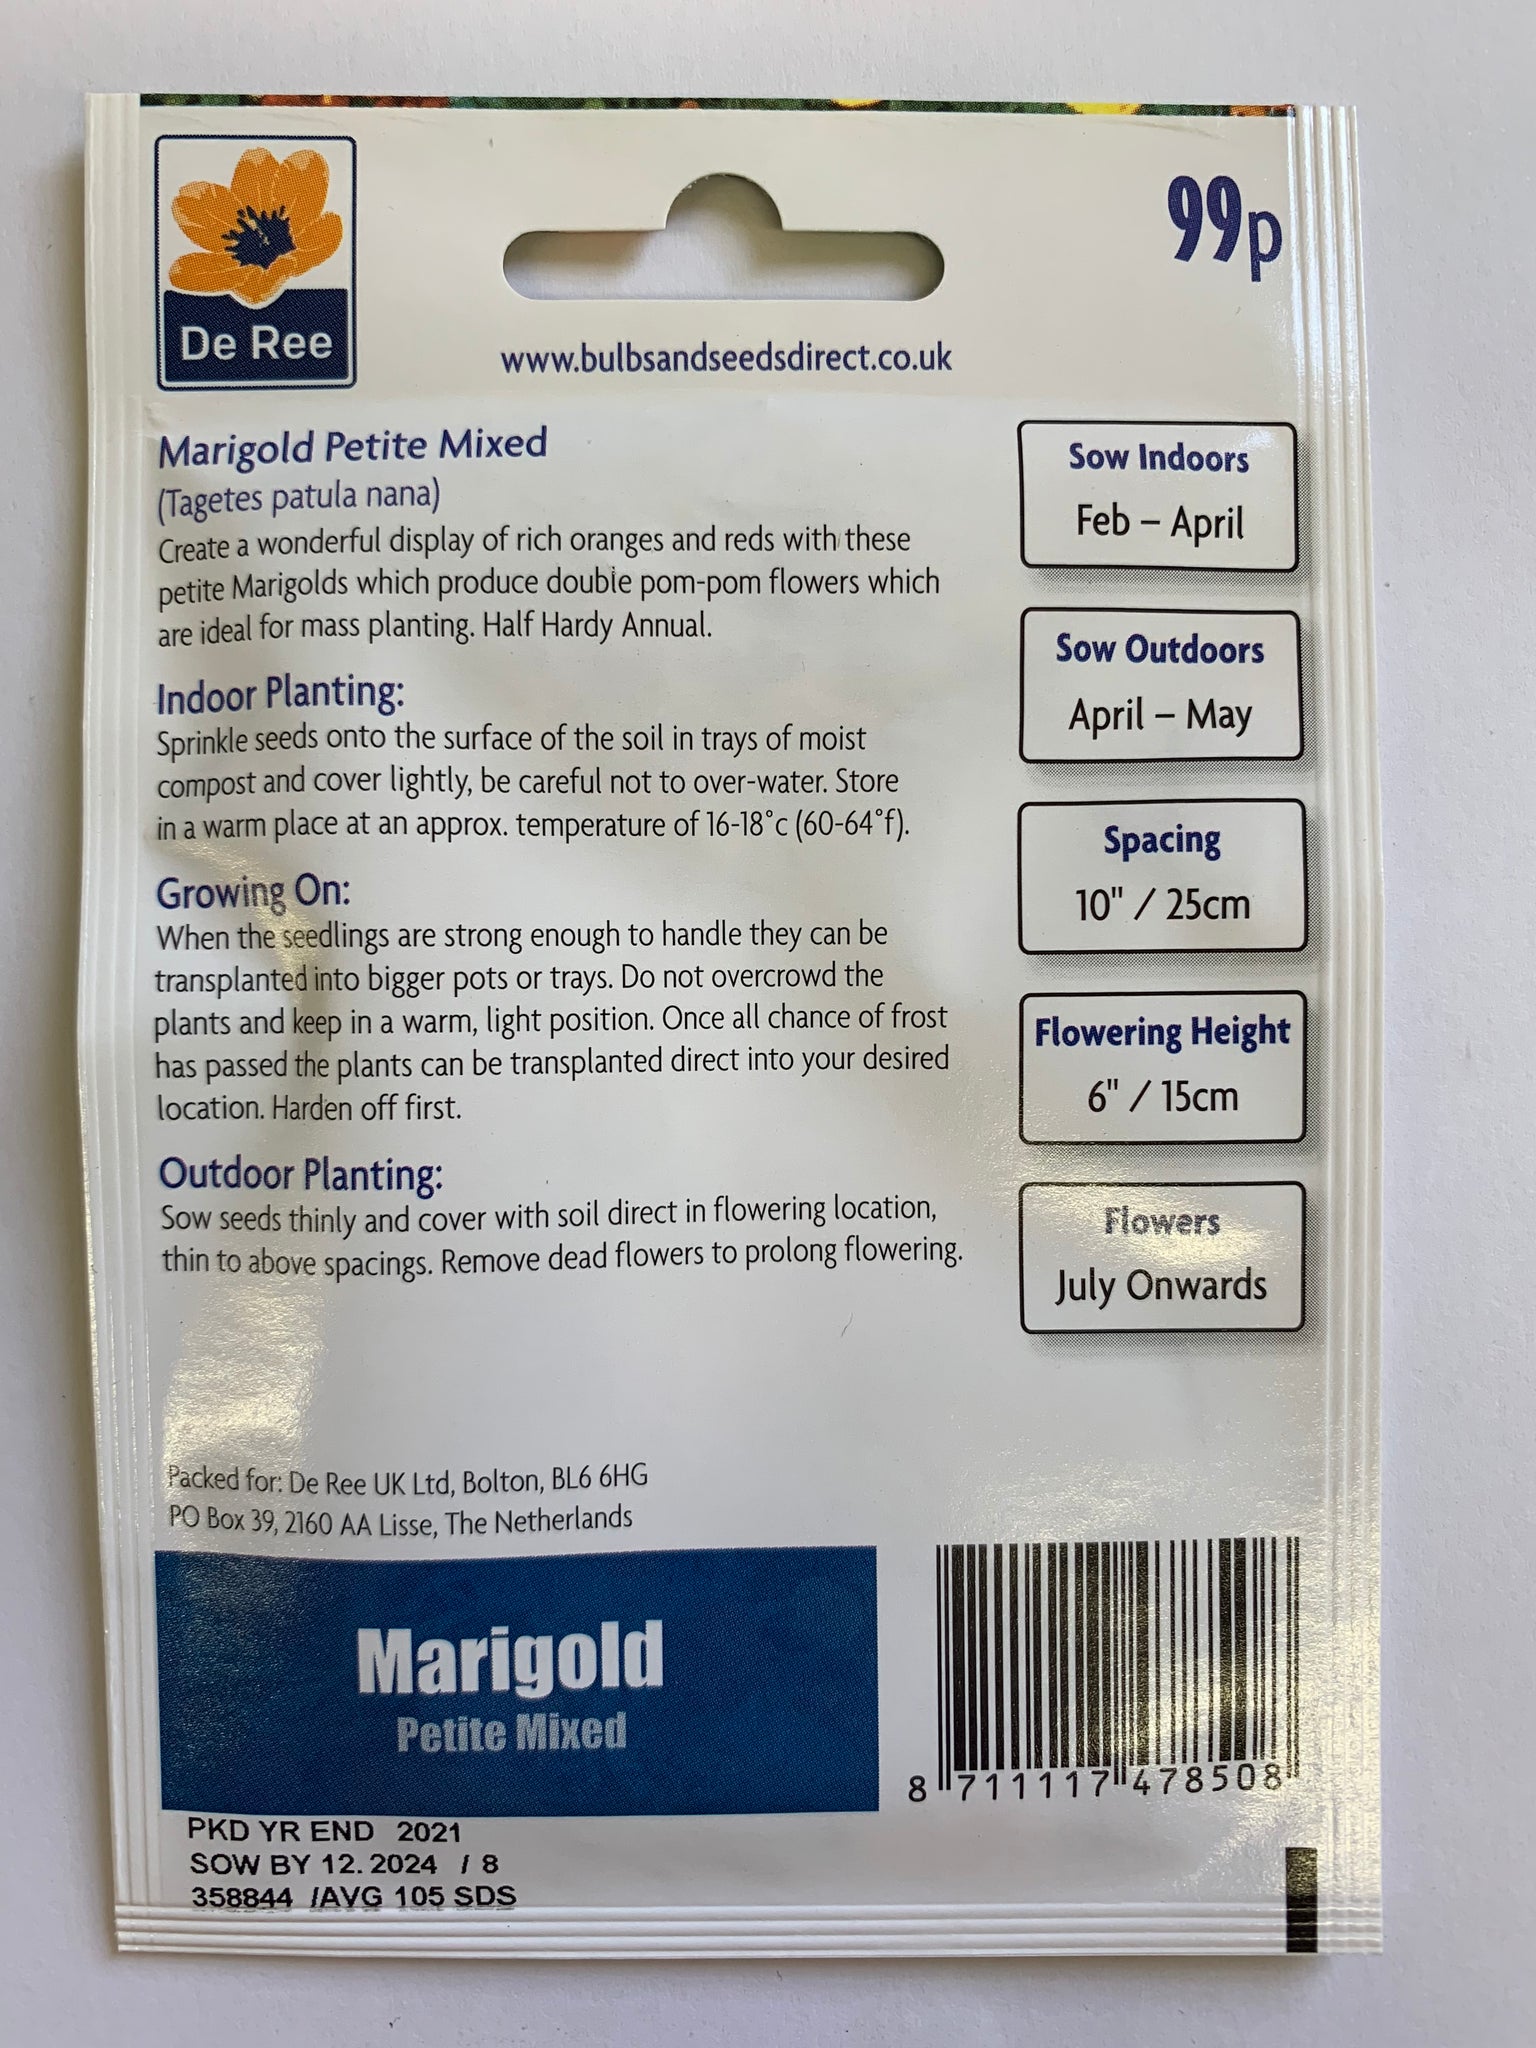 De Ree
99p
www.bulbsandseedsdirect.co.uk
Marigold Petite Mixed
(Tagetes patula nana)
Create a wonderful display of rich oranges and reds with these
petite Marigolds which produce double pom-pom flowers which
are ideal for mass planting. Half Hardy Annual.
Indoor Planting:
Sprinkle seeds onto the surface of the soil in trays of moist
compost and cover lightly, be careful not to over-water. Store
in a warm place at an approx. temperature of 16-18°c (60-64°f).
Growing On:
When the seedlings are strong enough to handle they can be
transplanted into bigger pots or trays. Do not overcrowd the
plants and keep in a warm, light position. Once all chance of frost
has passed the plants can be transplanted direct into your desired
location. Harden off first.
Outdoor Planting:
Sow seeds thinly and cover with soil direct in flowering location,
thin to above spacings. Remove dead flowers to prolong flowering.
Sow Indoors
Feb – April
Sow Outdoors
April – May
Spacing
10" / 25cm
Flowering Height
6" / 15cm
Flowers
July Onwards
Packed for: De Ree UK Ltd, Bolton, BL6 6HG
PO Box 39, 2160 AA Lisse, The Netherlands
Marigold
Petite Mixed
8 711117 478508
PKD YR END 2021
SOW BY 12.2024 / 8
358844 /AVG 105 SDS